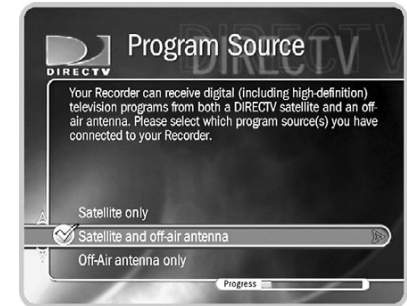 DIRECTV
Program Source
DIRECTV
Your Recorder can receive digital (including high-definition)
television programs from both a DIRECTV satellite and an off-
air antenna. Please select which program source(s) you have
connected to your Recorder.
Satellite only
Satellite and off-air antenna
Off-Air antenna only
Progress